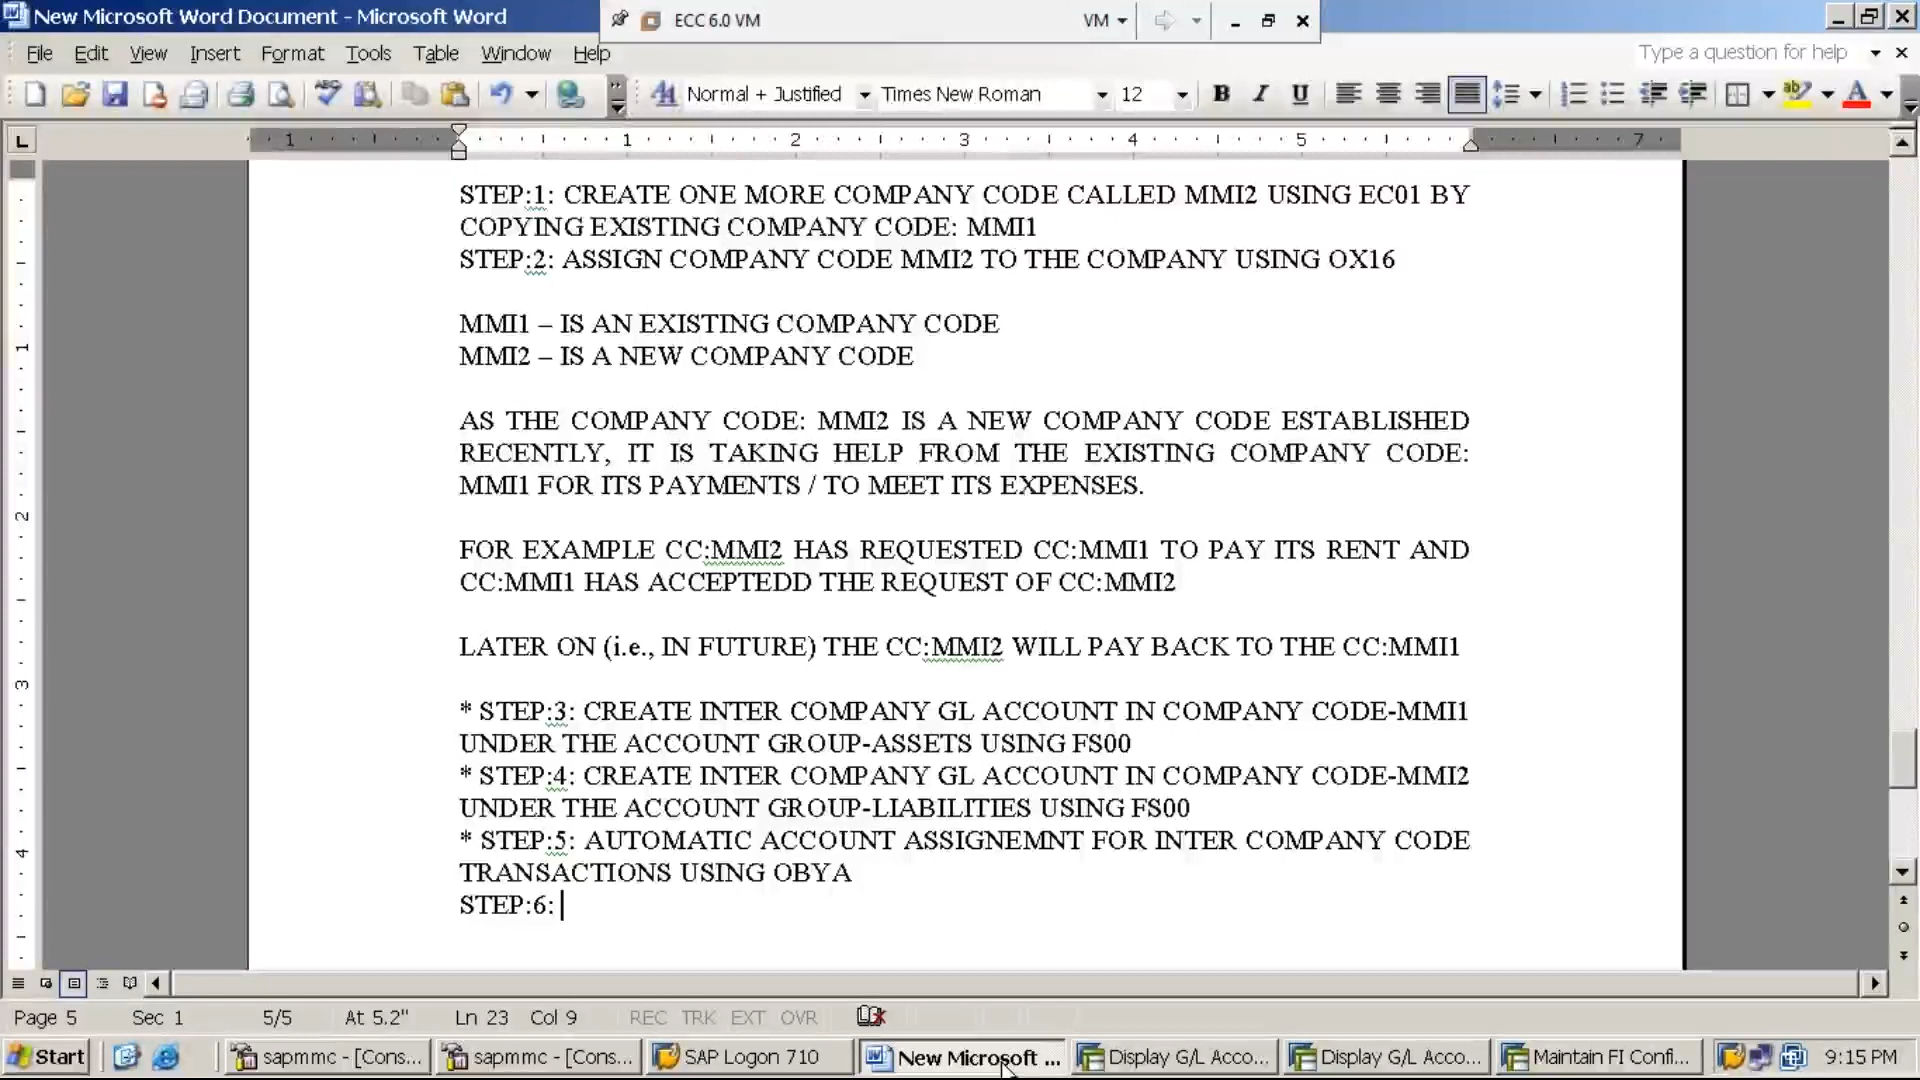 New Microsoft Word Document - Microsoft Word
ECC 6.0 VM
VM
File Edit View Insert Format Tools Table Window Help
Type a question for help
Normal + Justified Times New Roman 12 B I U
1 1 2 3 4 5 7
STEP:1: CREATE ONE MORE COMPANY CODE CALLED MMI2 USING EC01 BY
COPYING EXISTING COMPANY CODE: MMI1
STEP:2: ASSIGN COMPANY CODE MMI2 TO THE COMPANY USING OX16
MMI1 – IS AN EXISTING COMPANY CODE
MMI2 – IS A NEW COMPANY CODE
AS THE COMPANY CODE: MMI2 IS A NEW COMPANY CODE ESTABLISHED
RECENTLY, IT IS TAKING HELP FROM THE EXISTING COMPANY CODE:
MMI1 FOR ITS PAYMENTS / TO MEET ITS EXPENSES.
FOR EXAMPLE CC:MMI2 HAS REQUESTED CC:MMI1 TO PAY ITS RENT AND
CC:MMI1 HAS ACCEPTEDD THE REQUEST OF CC:MMI2
LATER ON (i.e., IN FUTURE) THE CC:MMI2 WILL PAY BACK TO THE CC:MMI1
* STEP:3: CREATE INTER COMPANY GL ACCOUNT IN COMPANY CODE-MMI1
UNDER THE ACCOUNT GROUP-ASSETS USING FS00
* STEP:4: CREATE INTER COMPANY GL ACCOUNT IN COMPANY CODE-MMI2
UNDER THE ACCOUNT GROUP-LIABILITIES USING FS00
* STEP:5: AUTOMATIC ACCOUNT ASSIGNEMNT FOR INTER COMPANY CODE
TRANSACTIONS USING OBYA
STEP:6:
1
2
3
4
Page 5 Sec 1 5/5 At 5.2" Ln 23 Col 9 REC TRK EXT OVR
Start sapmmc - [Cons... sapmmc - [Cons... SAP Logon 710 New Microsoft ... Display G/L Acco... Display G/L Acco... Maintain FI Confi... 9:15 PM